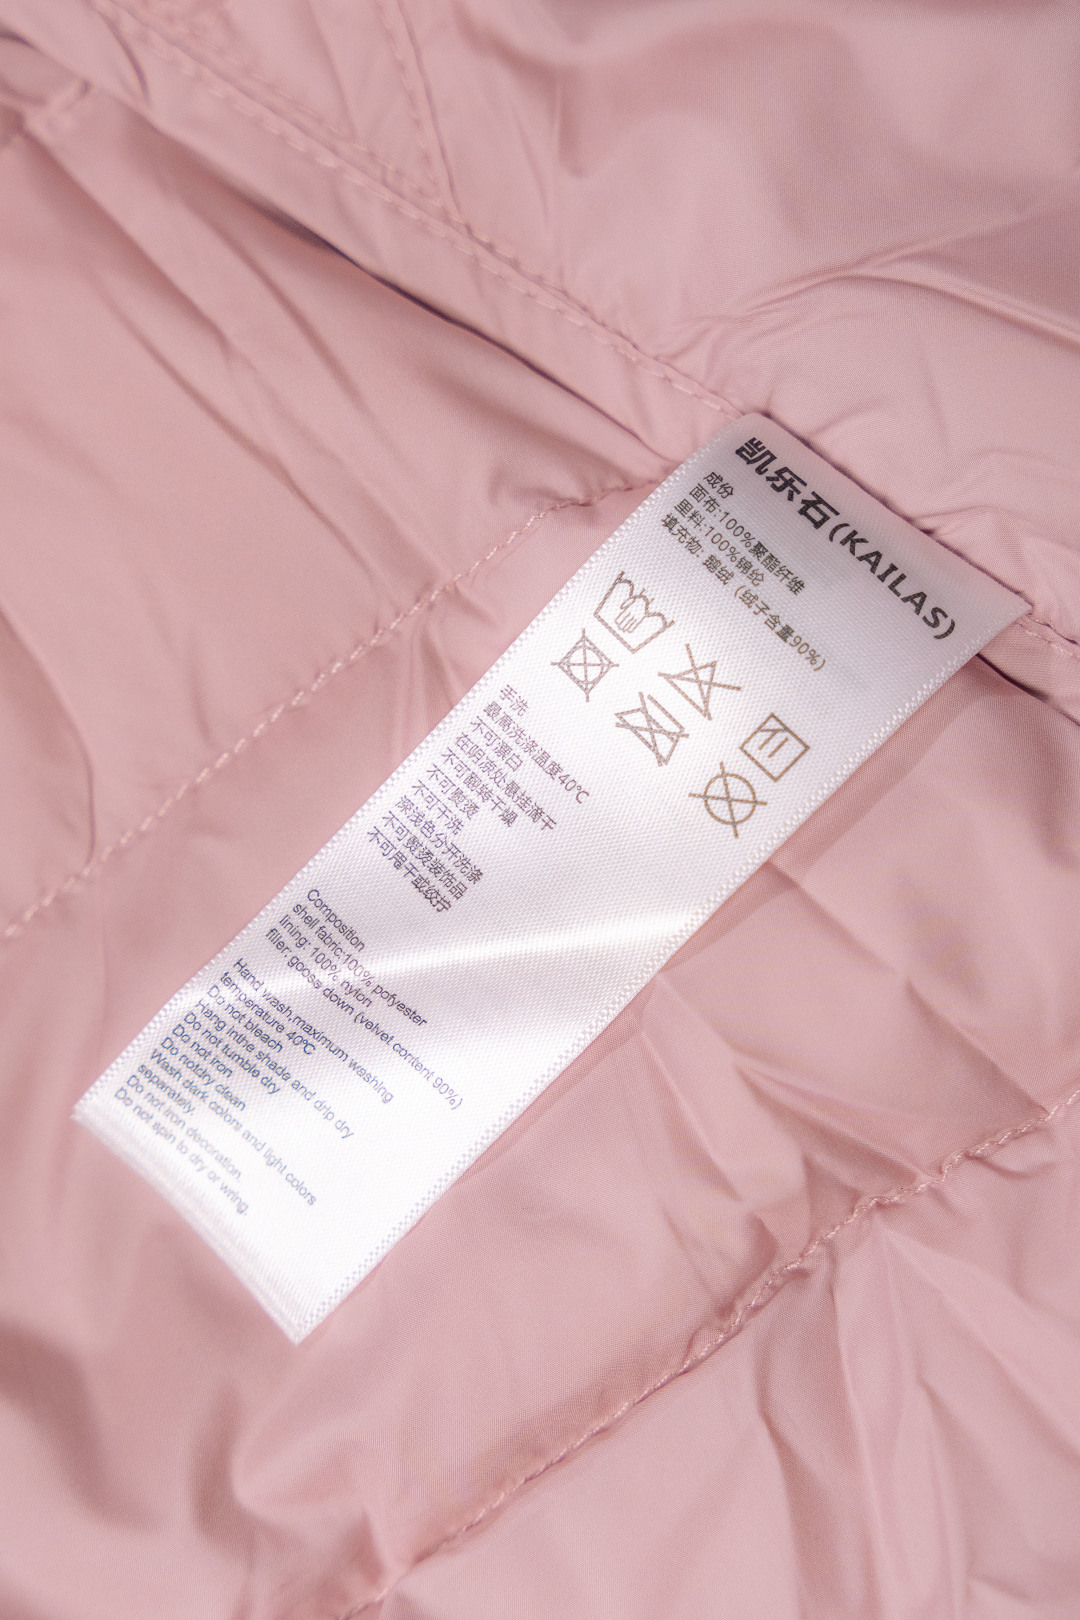 凯乐石(KAILAS)
成份
面布:100%聚酯纤维
里料:100%锦纶
填充物: 鹅绒（绒子含量90%）
手洗
最高洗涤温度40℃
不可漂白
在阴凉处悬挂滴干
不可翻转干燥
不可熨烫
不可干洗
深浅色分开洗涤
不可熨烫装饰品
不可甩干或绞拧
Composition
shell fabric:100% polyester
lining: 100% nylon
filler: goose down (velvet content 90%)
Hand wash,maximum washing
temperature 40℃
Do not bleach
Hang inthe shade and drip dry
Do not tumble dry
Do not iron
Do notdry clean
Wash dark colors and light colors
separately.
Do not iron decoration.
Do not spin to dry or wring.